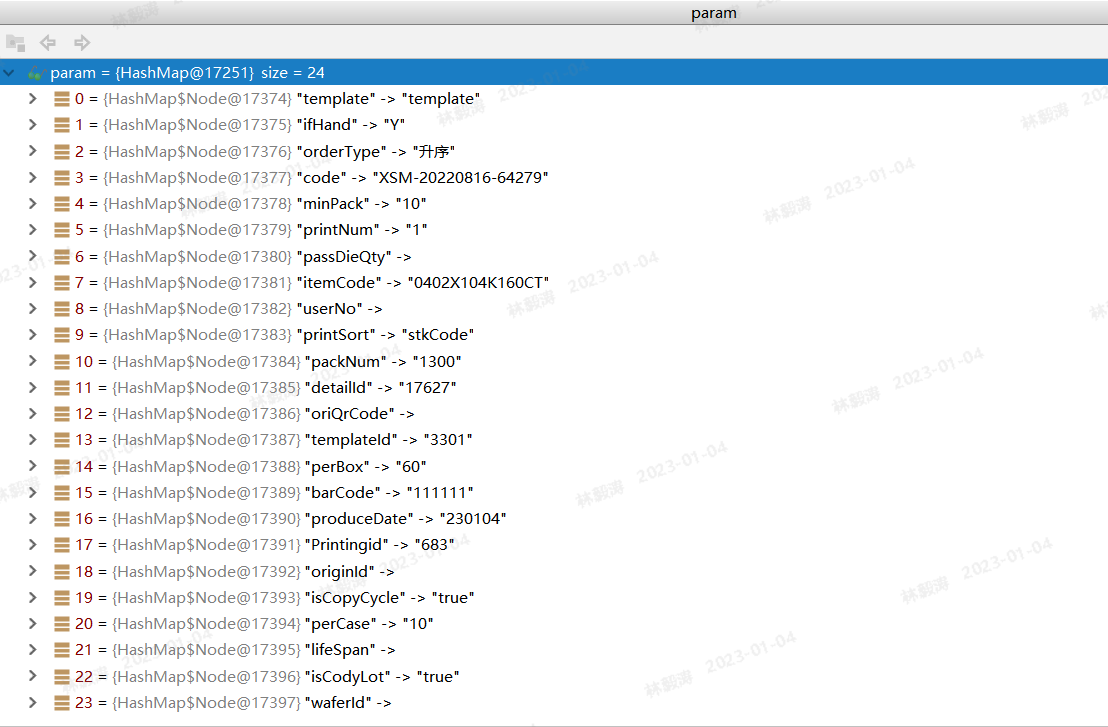 param
param = {HashMap@17251} size = 24
0 = {HashMap$Node@17374} "template" -> "template"
1 = {HashMap$Node@17375} "ifHand" -> "Y"
2 = {HashMap$Node@17376} "orderType" -> "升序"
3 = {HashMap$Node@17377} "code" -> "XSM-20220816-64279"
4 = {HashMap$Node@17378} "minPack" -> "10"
5 = {HashMap$Node@17379} "printNum" -> "1"
6 = {HashMap$Node@17380} "passDieQty" ->
7 = {HashMap$Node@17381} "itemCode" -> "0402X104K160CT"
8 = {HashMap$Node@17382} "userNo" ->
9 = {HashMap$Node@17383} "printSort" -> "stkCode"
10 = {HashMap$Node@17384} "packNum" -> "1300"
11 = {HashMap$Node@17385} "detailId" -> "17627"
12 = {HashMap$Node@17386} "oriQrCode" ->
13 = {HashMap$Node@17387} "templateId" -> "3301"
14 = {HashMap$Node@17388} "perBox" -> "60"
15 = {HashMap$Node@17389} "barCode" -> "111111"
16 = {HashMap$Node@17390} "produceDate" -> "230104"
17 = {HashMap$Node@17391} "Printingid" -> "683"
18 = {HashMap$Node@17392} "originId" ->
19 = {HashMap$Node@17393} "isCopyCycle" -> "true"
20 = {HashMap$Node@17394} "perCase" -> "10"
21 = {HashMap$Node@17395} "lifeSpan" ->
22 = {HashMap$Node@17396} "isCodyLot" -> "true"
23 = {HashMap$Node@17397} "waferId" ->
林毅涛 2023-01-04